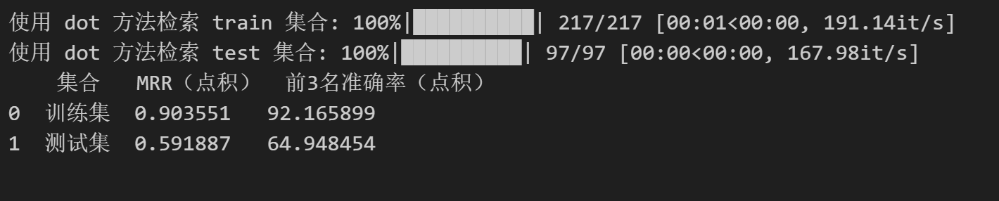 使用 dot 方法检索 train 集合: 100%|██████████| 217/217 [00:01<00:00, 191.14it/s]
使用 dot 方法检索 test 集合: 100%|██████████| 97/97 [00:00<00:00, 167.98it/s]
集合 MRR（点积） 前3名准确率（点积）
0 训练集 0.903551 92.165899
1 测试集 0.591887 64.948454